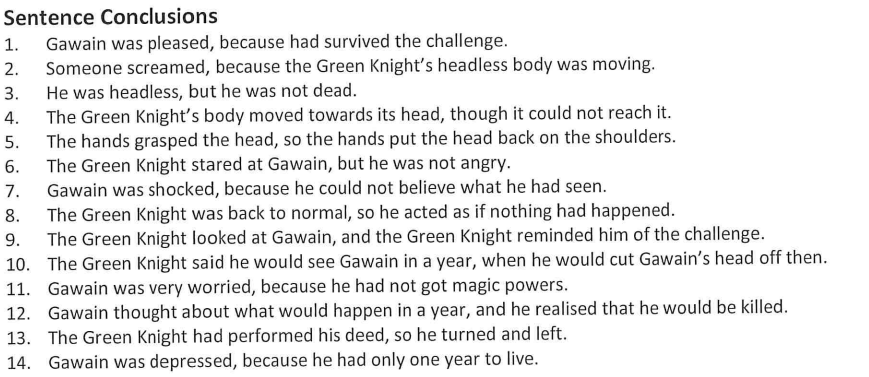 Sentence Conclusions
1. Gawain was pleased, because had survived the challenge.
2. Someone screamed, because the Green Knight's headless body was moving.
3. He was headless, but he was not dead.
4. The Green Knight's body moved towards its head, though it could not reach it.
5. The hands grasped the head, so the hands put the head back on the shoulders.
6. The Green Knight stared at Gawain, but he was not angry.
7. Gawain was shocked, because he could not believe what he had seen.
8. The Green Knight was back to normal, so he acted as if nothing had happened.
9. The Green Knight looked at Gawain, and the Green Knight reminded him of the challenge.
10. The Green Knight said he would see Gawain in a year, when he would cut Gawain's head off then.
11. Gawain was very worried, because he had not got magic powers.
12. Gawain thought about what would happen in a year, and he realised that he would be killed.
13. The Green Knight had performed his deed, so he turned and left.
14. Gawain was depressed, because he had only one year to live.